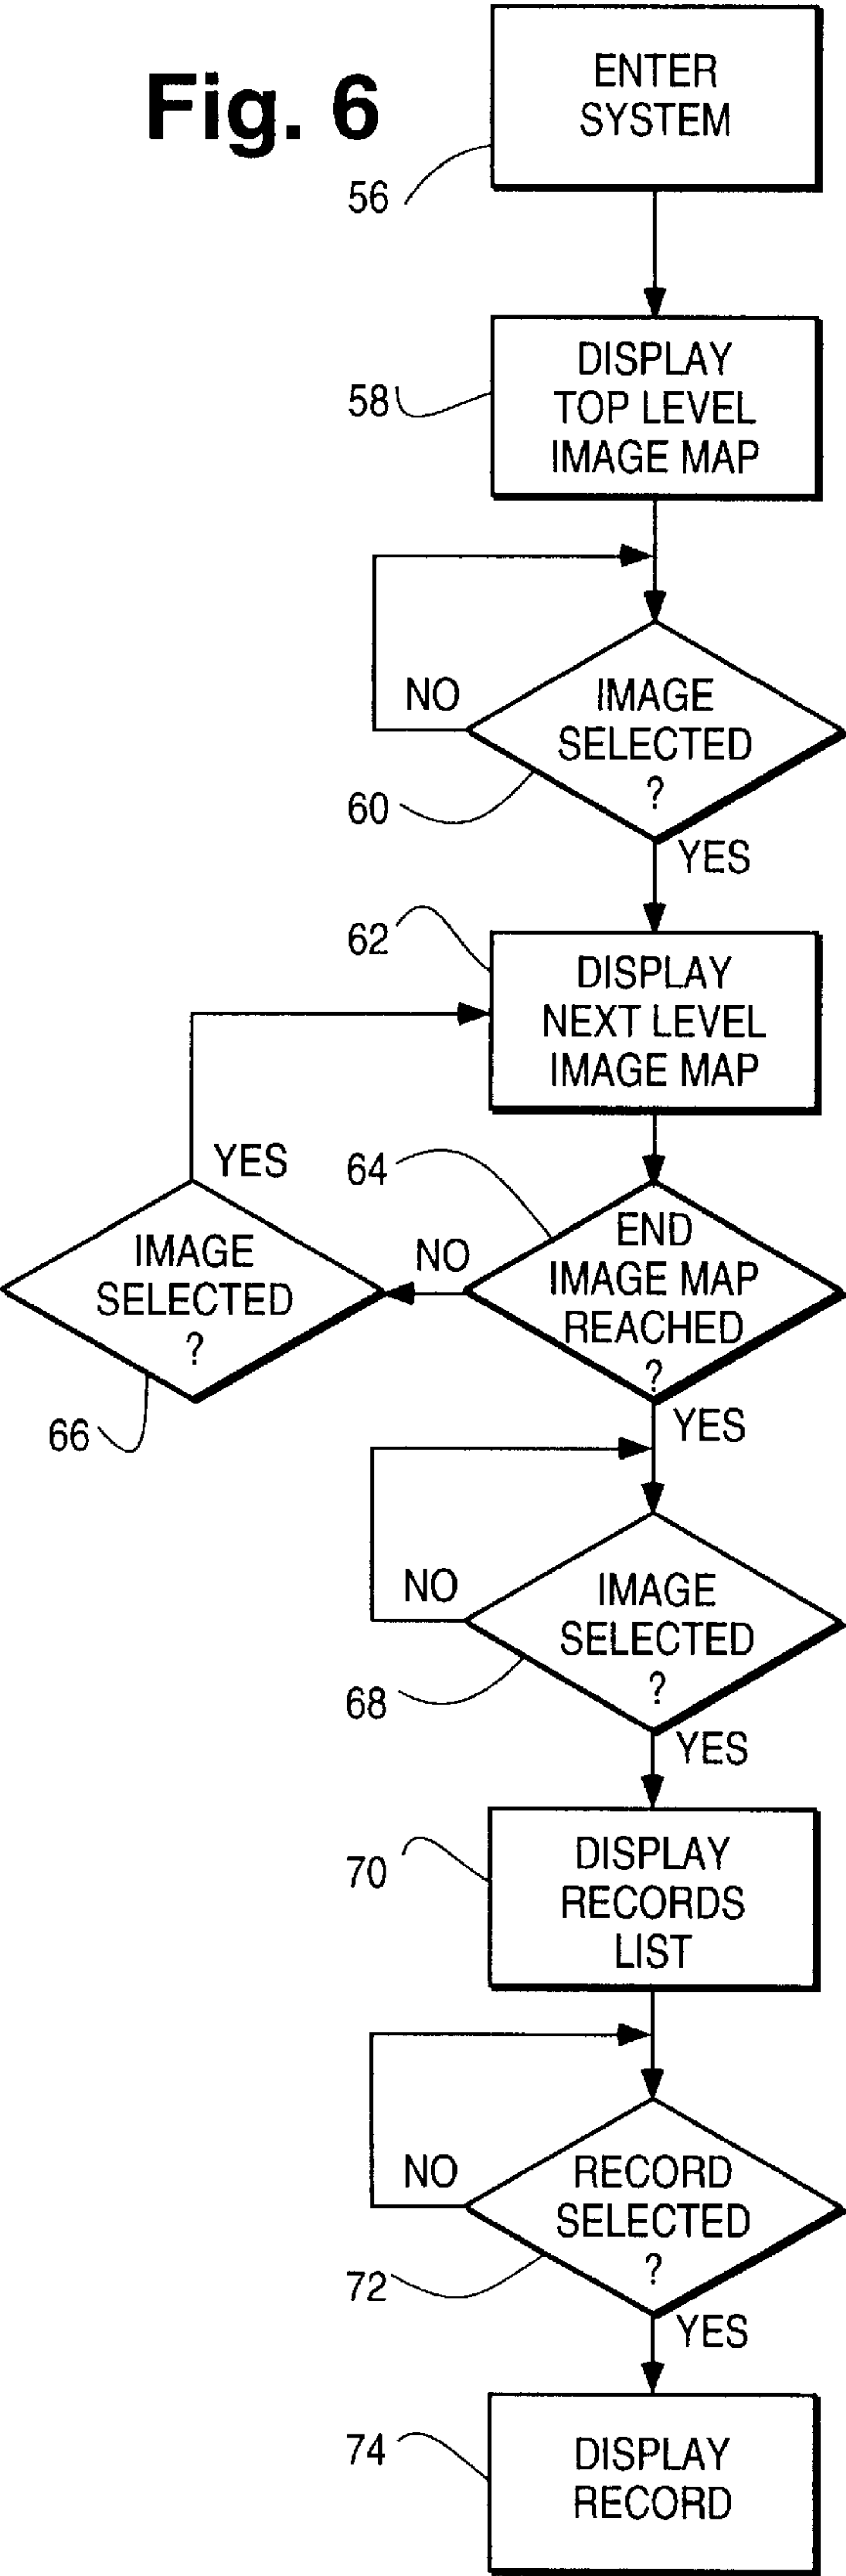 Fig. 6
ENTER
SYSTEM
56
DISPLAY
TOP LEVEL
IMAGE MAP
58
NO
IMAGE
SELECTED
?
60
YES
62
DISPLAY
NEXT LEVEL
IMAGE MAP
YES
64
IMAGE
SELECTED
?
NO
END
IMAGE MAP
REACHED
?
66
YES
NO
IMAGE
SELECTED
?
68
YES
70
DISPLAY
RECORDS
LIST
NO
RECORD
SELECTED
?
72
YES
74
DISPLAY
RECORD